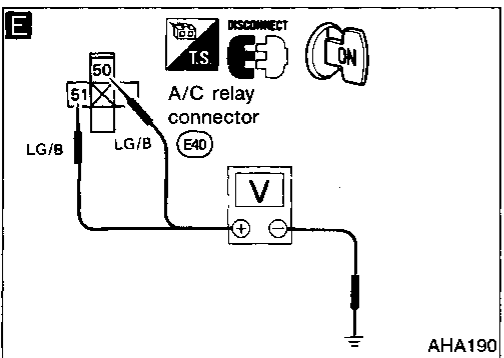 E
DISCONNECT
T.S.
ON
50
51
A/C relay
connector
E40
LG/B
LG/B
V
+
−
AHA190